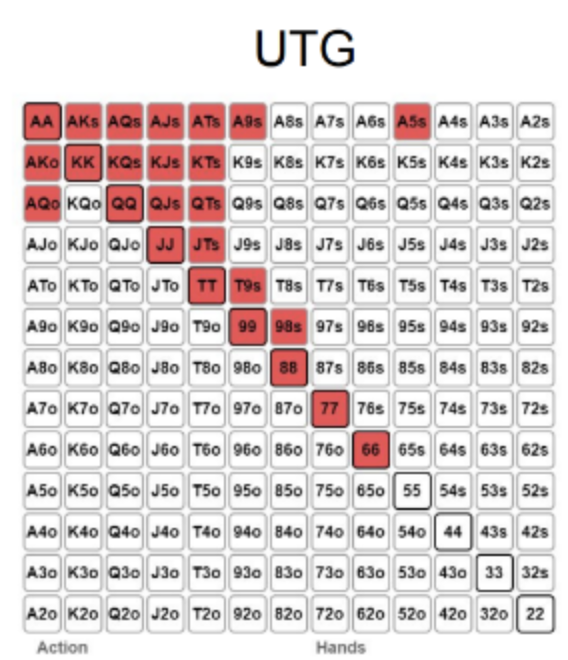 UTG
AA AKs AQs AJs ATs A9s A8s A7s A6s A5s A4s A3s A2s
AKo KK KQs KJs KTs K9s K8s K7s K6s K5s K4s K3s K2s
AQo KQo QQ QJs QTs Q9s Q8s Q7s Q6s Q5s Q4s Q3s Q2s
AJo KJo QJo JJ JTs J9s J8s J7s J6s J5s J4s J3s J2s
ATo KTo QTo JTo TT T9s T8s T7s T6s T5s T4s T3s T2s
A9o K9o Q9o J9o T9o 99 98s 97s 96s 95s 94s 93s 92s
A8o K8o Q8o J8o T8o 98o 88 87s 86s 85s 84s 83s 82s
A7o K7o Q7o J7o T7o 97o 87o 77 76s 75s 74s 73s 72s
A6o K6o Q6o J6o T6o 96o 86o 76o 66 65s 64s 63s 62s
A5o K5o Q5o J5o T5o 95o 85o 75o 65o 55 54s 53s 52s
A4o K4o Q4o J4o T4o 94o 84o 74o 64o 54o 44 43s 42s
A3o K3o Q3o J3o T3o 93o 83o 73o 63o 53o 43o 33 32s
A2o K2o Q2o J2o T2o 92o 82o 72o 62o 52o 42o 32o 22
Action Hands